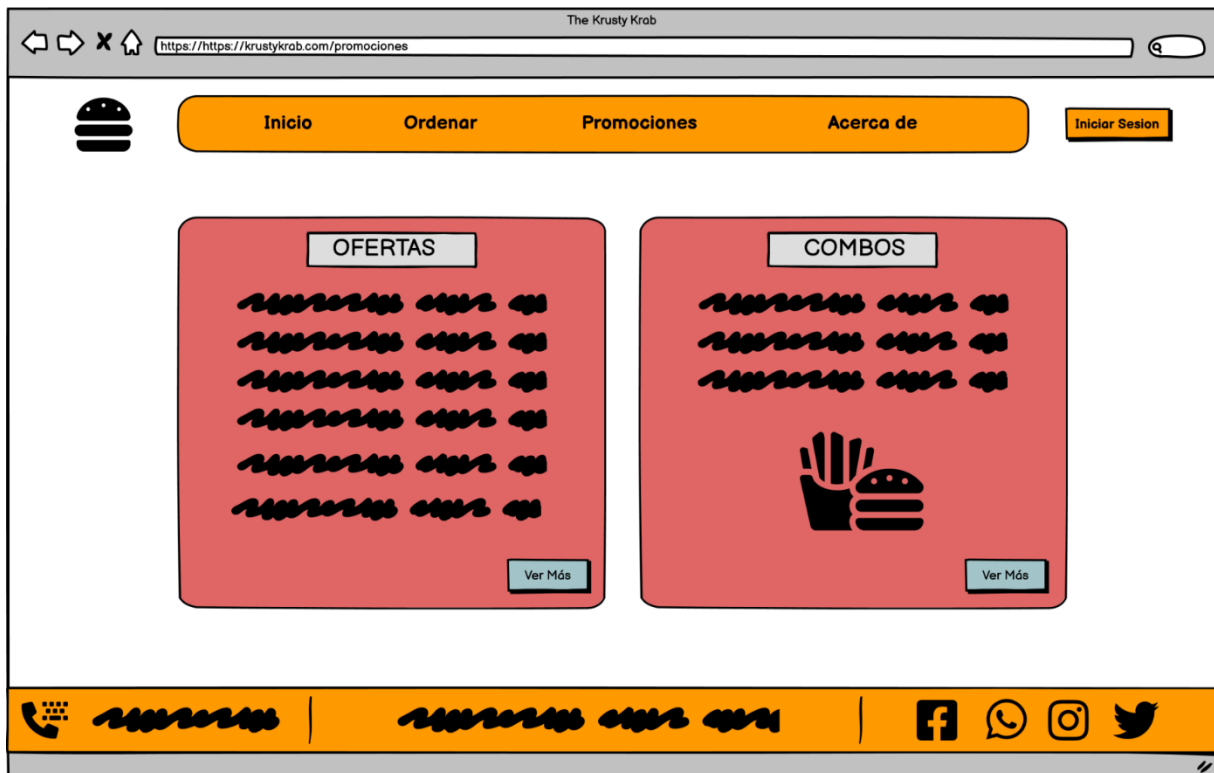 The Krusty Krab
https://https://krustykrab.com/promociones
Inicio Ordenar Promociones Acerca de
Iniciar Sesion
OFERTAS
COMBOS
Ver Más
Ver Más